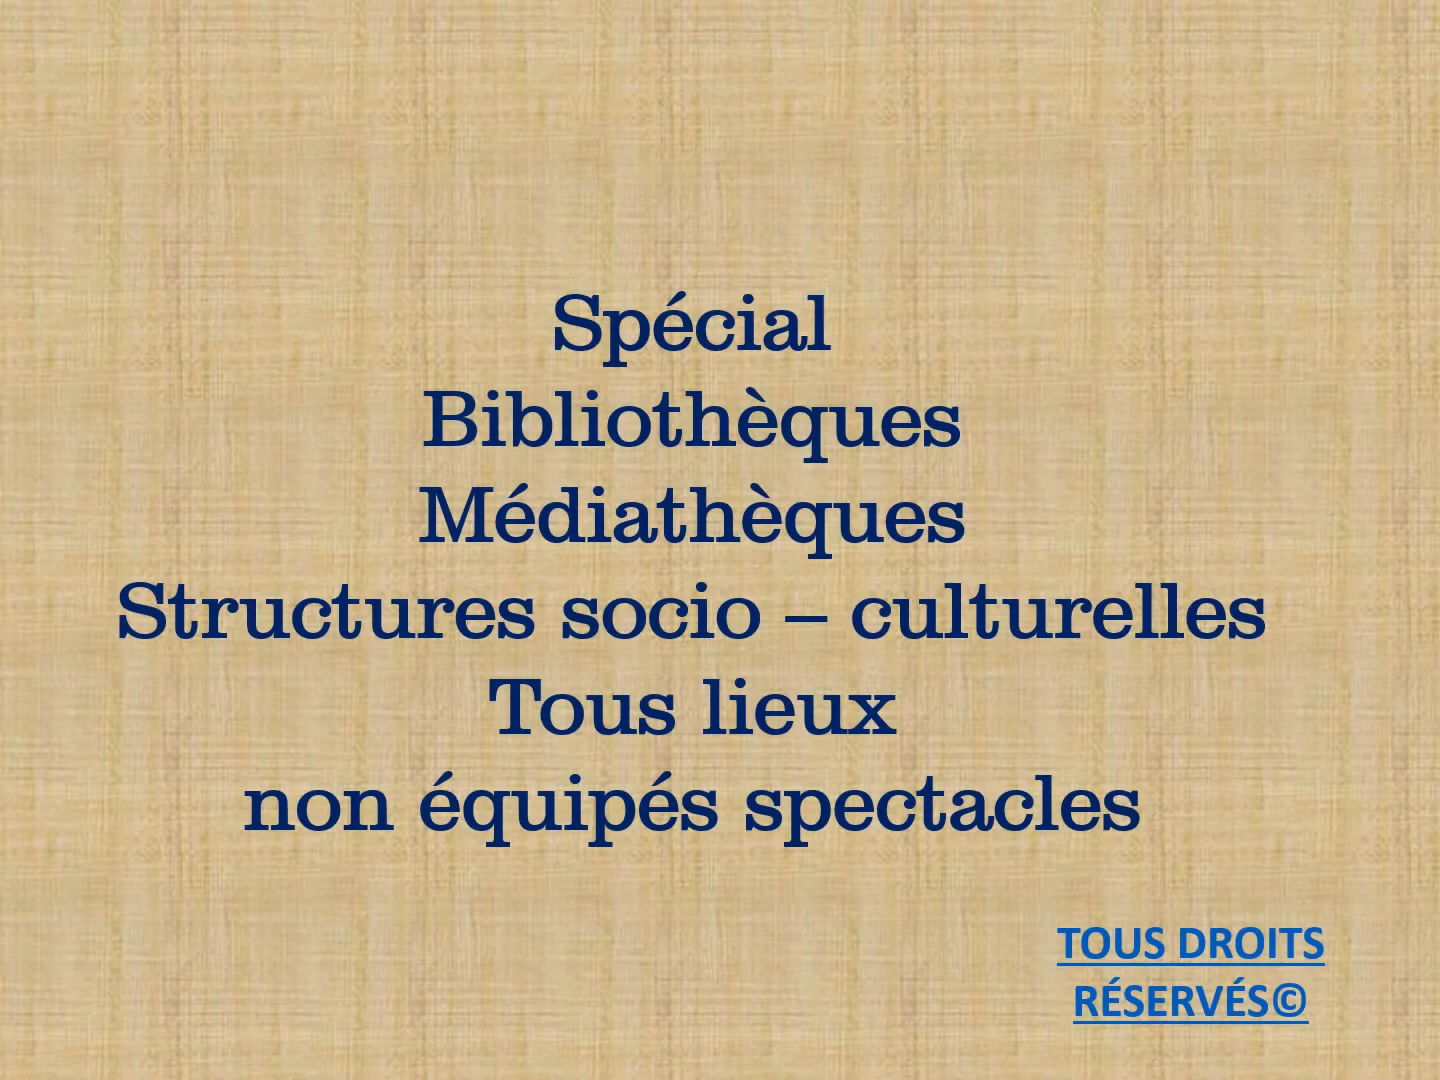 Spécial
Bibliothèques
Médiathèques
Structures socio – culturelles
Tous lieux
non équipés spectacles
TOUS DROITS
RÉSERVÉS©